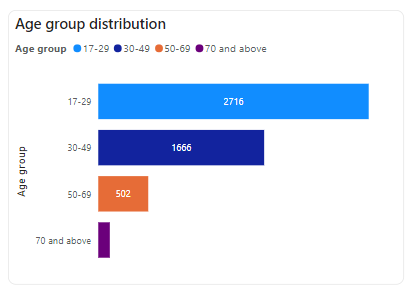 Age group distribution
Age group 17-29 30-49 50-69 70 and above
17-29
2716
30-49
1666
50-69
502
70 and above
Age group